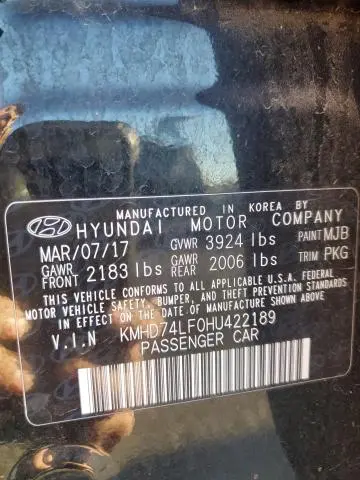 MANUFACTURED IN KOREA BY
HYUNDAI MOTOR COMPANY
MAR/07/17 GVWR 3924 lbs PAINT MJB
GAWR FRONT 2183 lbs GAWR REAR 2006 lbs TRIM PKG
THIS VEHICLE CONFORMS TO ALL APPLICABLE U.S.A. FEDERAL
MOTOR VEHICLE SAFETY, BUMPER, AND THEFT PREVENTION STANDARDS
IN EFFECT ON THE DATE OF MANUFACTURE SHOWN ABOVE.
V.I.N KMHD74LF0HU422189
PASSENGER CAR